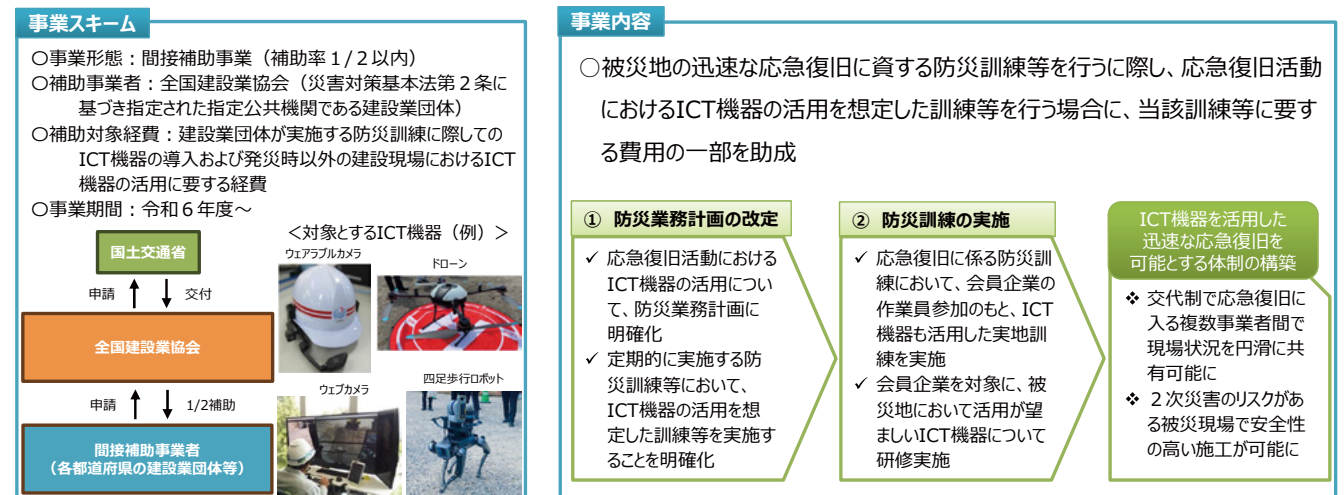 事業スキーム
〇事業形態：間接補助事業（補助率１/２以内）
〇補助事業者：全国建設業協会（災害対策基本法第２条に
基づき指定された指定公共機関である建設業団体）
〇補助対象経費：建設業団体が実施する防災訓練に際しての
ICT機器の導入および発災時以外の建設現場におけるICT
機器の活用に要する経費
〇事業期間：令和６年度～
国土交通省
申請
交付
全国建設業協会
申請
1/2補助
間接補助事業者
（各都道府県の建設業団体等）
＜対象とするICT機器（例）＞
ウェアラブルカメラ
ドローン
ウェブカメラ
四足歩行ロボット
事業内容
○被災地の迅速な応急復旧に資する防災訓練等を行うに際し、応急復旧活動
におけるICT機器の活用を想定した訓練等を行う場合に、当該訓練等に要す
る費用の一部を助成
① 防災業務計画の改定
✓ 応急復旧活動における
ICT機器の活用につい
て、防災業務計画に
明確化
✓ 定期的に実施する防
災訓練等において、
ICT機器の活用を想
定した訓練等を実施す
ることを明確化
② 防災訓練の実施
✓ 応急復旧に係る防災訓
練において、会員企業の
作業員参加のもと、ICT
機器も活用した実地訓
練を実施
✓ 会員企業を対象に、被
災地において活用が望
ましいICT機器について
研修実施
ICT機器を活用した
迅速な応急復旧を
可能とする体制の構築
❖ 交代制で応急復旧に
入る複数事業者間で
現場状況を円滑に共
有可能に
❖ ２次災害のリスクがあ
る被災現場で安全性
の高い施工が可能に